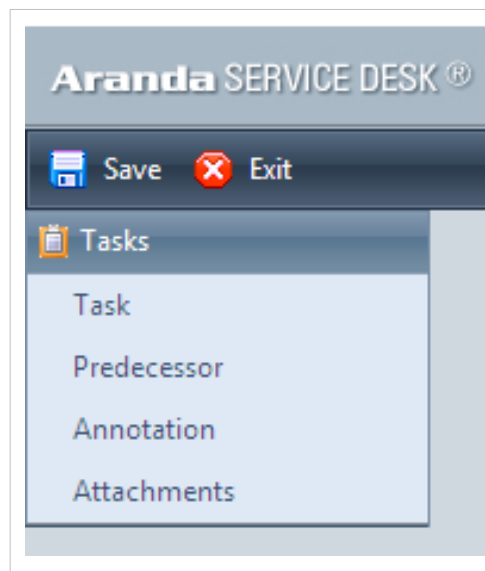 Aranda SERVICE DESK ®
Save Exit
Tasks
Task
Predecessor
Annotation
Attachments